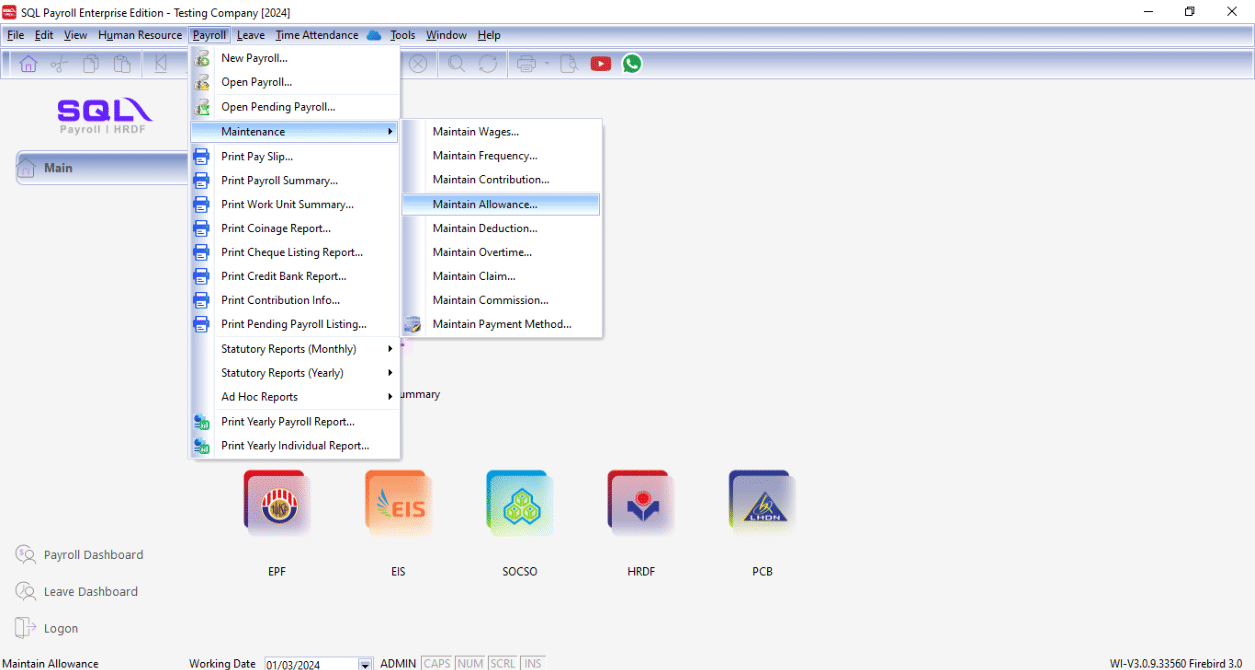 SQL Payroll Enterprise Edition - Testing Company [2024]
File Edit View Human Resource Payroll Leave Time Attendance Tools Window Help
New Payroll...
Open Payroll...
Open Pending Payroll...
Maintenance
Print Pay Slip...
Print Payroll Summary...
Print Work Unit Summary...
Print Coinage Report...
Print Cheque Listing Report...
Print Credit Bank Report...
Print Contribution Info...
Print Pending Payroll Listing...
Statutory Reports (Monthly)
Statutory Reports (Yearly)
Ad Hoc Reports
Print Yearly Payroll Report...
Print Yearly Individual Report...
Maintain Wages...
Maintain Frequency...
Maintain Contribution...
Maintain Allowance...
Maintain Deduction...
Maintain Overtime...
Maintain Claim...
Maintain Commission...
Maintain Payment Method...
SQL
Payroll | HRDF
Main
ummary
EIS
LHDN
EPF EIS SOCSO HRDF PCB
Payroll Dashboard
Leave Dashboard
Logon
Maintain Allowance Working Date 01/03/2024 ADMIN CAPS NUM SCRL INS WI-V3.0.9.33560 Firebird 3.0